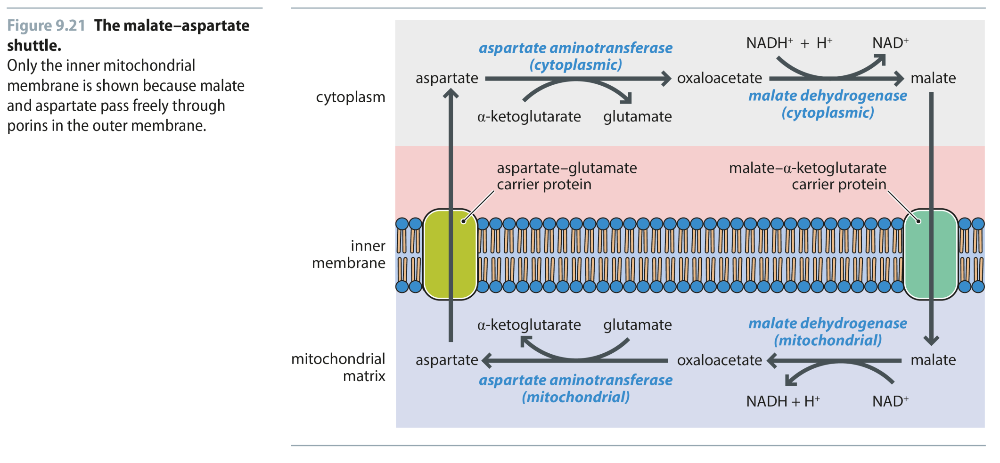 Figure 9.21 The malate–aspartate
shuttle.
Only the inner mitochondrial
membrane is shown because malate
and aspartate pass freely through
porins in the outer membrane.
aspartate aminotransferase
(cytoplasmic)
NADH⁺ + H⁺
NAD⁺
aspartate
oxaloacetate
malate
cytoplasm
malate dehydrogenase
(cytoplasmic)
α-ketoglutarate
glutamate
aspartate–glutamate
carrier protein
malate–α-ketoglutarate
carrier protein
inner
membrane
α-ketoglutarate
glutamate
malate dehydrogenase
(mitochondrial)
mitochondrial
matrix
aspartate
oxaloacetate
malate
aspartate aminotransferase
(mitochondrial)
NADH + H⁺
NAD⁺